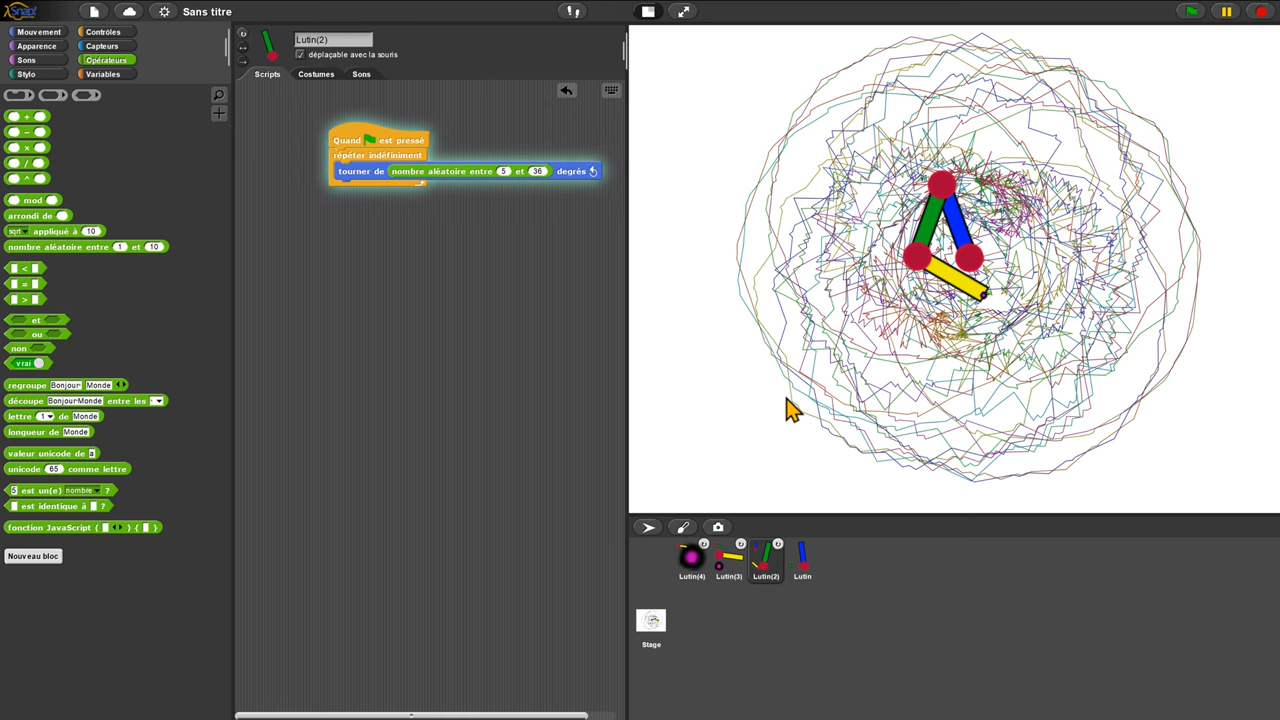 Snap!
Sans titre
Mouvement
Contrôles
Apparence
Capteurs
Sons
Opérateurs
Stylo
Variables
+
−
×
/
^
mod
arrondi de
sqrt appliqué à 10
nombre aléatoire entre 1 et 10
<
=
>
et
ou
non
vrai
regroupe Bonjour Monde
découpe Bonjour Monde entre les
lettre 1 de Monde
longueur de Monde
valeur unicode de a
unicode 65 comme lettre
5 est un(e) nombre ?
est identique à ?
fonction JavaScript ( ) { }
Nouveau bloc
Lutin(2)
déplaçable avec la souris
Scripts
Costumes
Sons
Quand est pressé
répéter indéfiniment
tourner de nombre aléatoire entre 5 et 36 degrés
Lutin(4)
Lutin(3)
Lutin(2)
Lutin
Stage